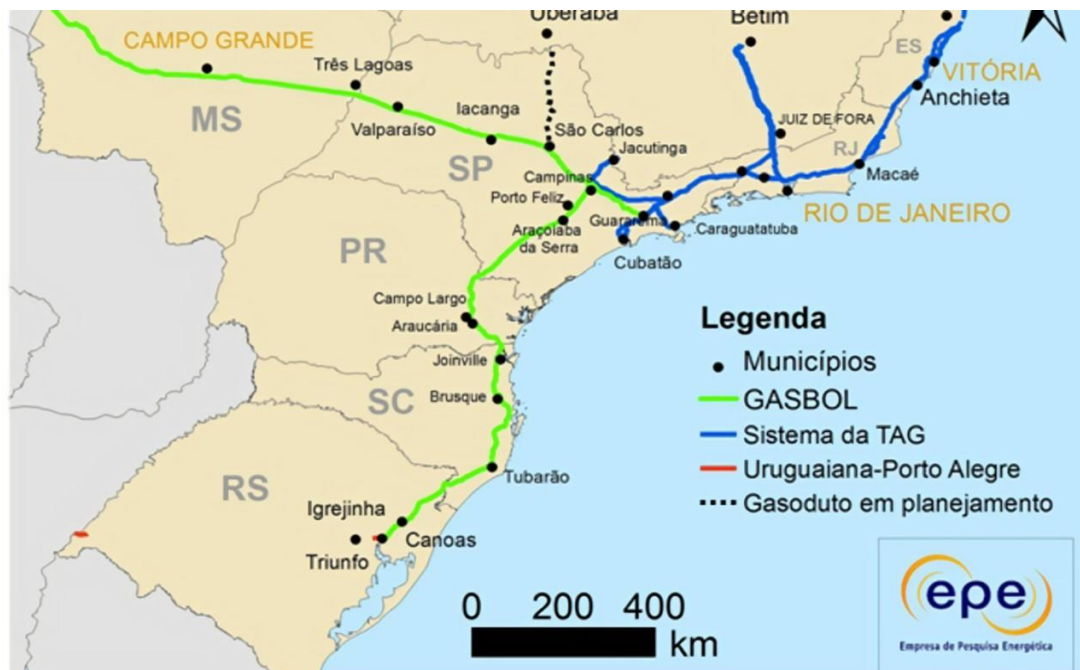 Uberaba
Betim
CAMPO GRANDE
ES
VITÓRIA
Três Lagoas
Anchieta
MS
Iacanga
Valparaíso
São Carlos
JUIZ DE FORA
Jacutinga
RJ
SP
Campinas
Macaé
Porto Feliz
Guararema
RIO DE JANEIRO
Araçoiaba
da Serra
Caraguatatuba
PR
Cubatão
Campo Largo
Araucária
Legenda
Joinville
Municípios
SC
Brusque
GASBOL
Sistema da TAG
Tubarão
Uruguaiana-Porto Alegre
RS
Igrejinha
Gasoduto em planejamento
Canoas
Triunfo
0 200 400
km
epe
Empresa de Pesquisa Energética